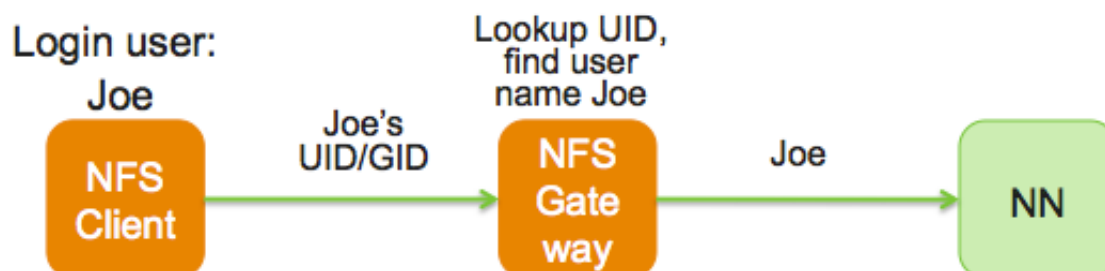 Login user:
Joe
NFS
Client
Joe's
UID/GID
Lookup UID,
find user
name Joe
NFS
Gate
way
Joe
NN